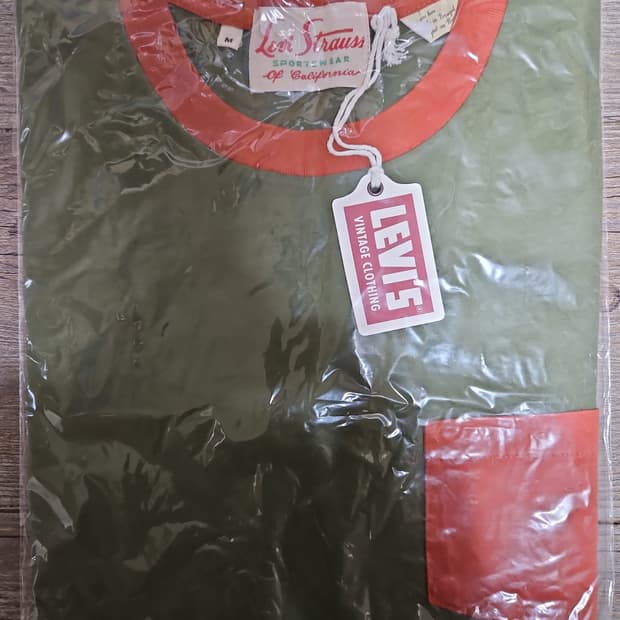 M
Levi Strauss
SPORTSWEAR
Of California
LEVI'S®
VINTAGE CLOTHING